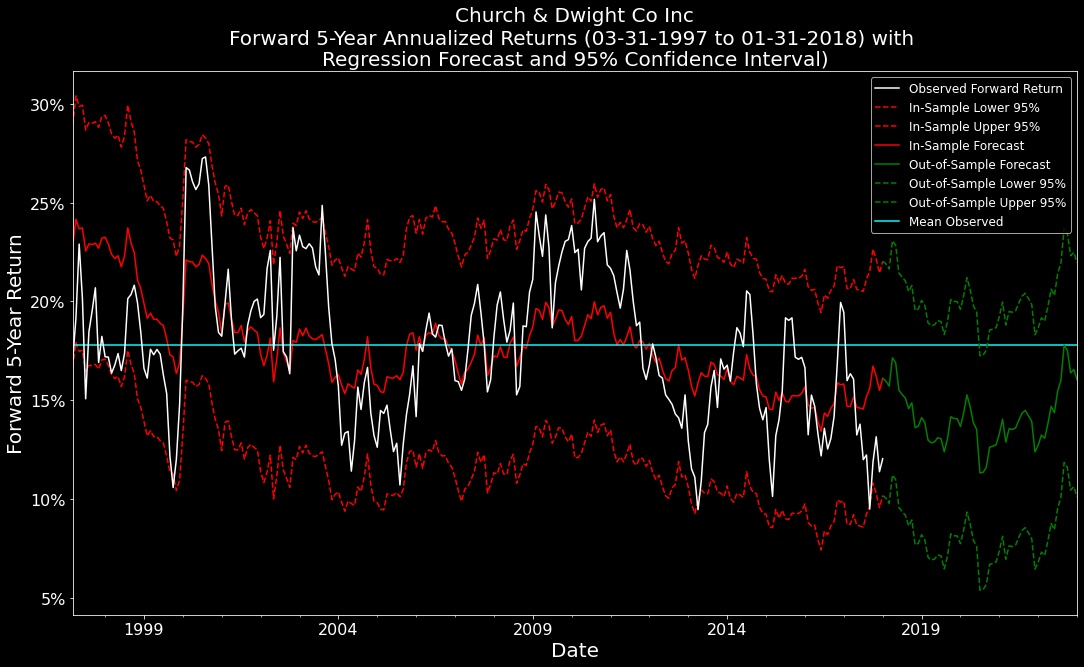 Church & Dwight Co Inc
Forward 5-Year Annualized Returns (03-31-1997 to 01-31-2018) with
Regression Forecast and 95% Confidence Interval)
Observed Forward Return
In-Sample Lower 95%
In-Sample Upper 95%
In-Sample Forecast
Out-of-Sample Forecast
Out-of-Sample Lower 95%
Out-of-Sample Upper 95%
Mean Observed
Forward 5-Year Return
30%
25%
20%
15%
10%
5%
1999
2004
2009
2014
2019
Date